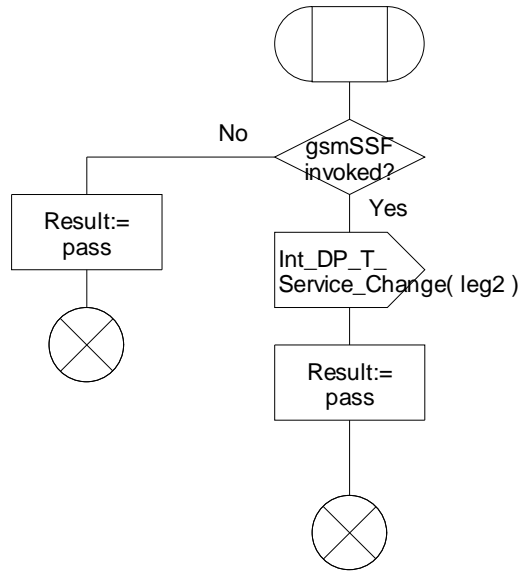 gsmSSF
invoked?
No
Yes
Result:=
pass
Int_DP_T_
Service_Change( leg2 )
Result:=
pass